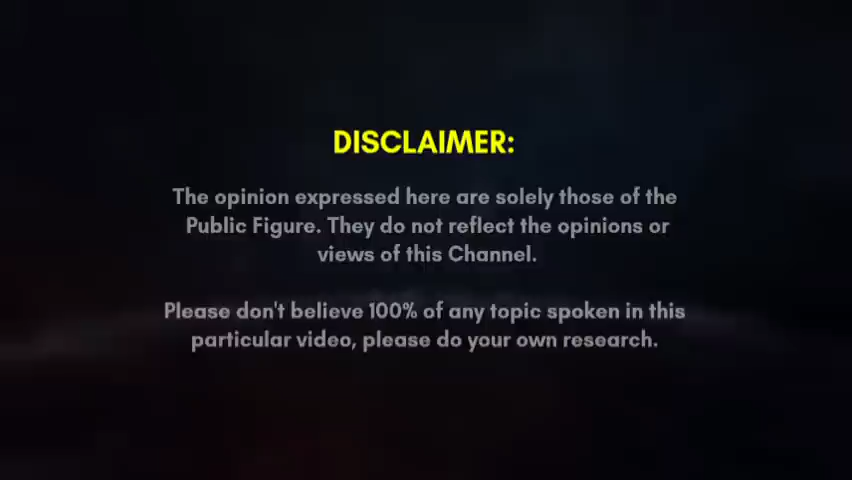 DISCLAIMER:
The opinion expressed here are solely those of the
Public Figure. They do not reflect the opinions or
views of this Channel.
Please don't believe 100% of any topic spoken in this
particular video, please do your own research.